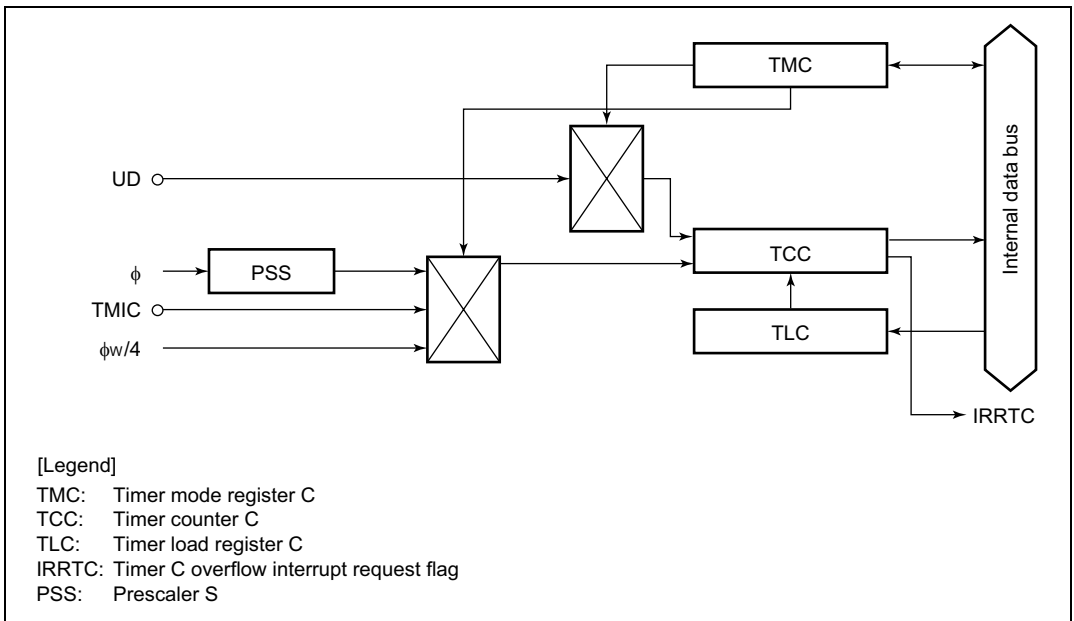 TMC
UD
Internal data bus
TCC
ϕ
PSS
TMIC
TLC
ϕw/4
IRRTC
[Legend]
TMC: Timer mode register C
TCC: Timer counter C
TLC: Timer load register C
IRRTC: Timer C overflow interrupt request flag
PSS: Prescaler S